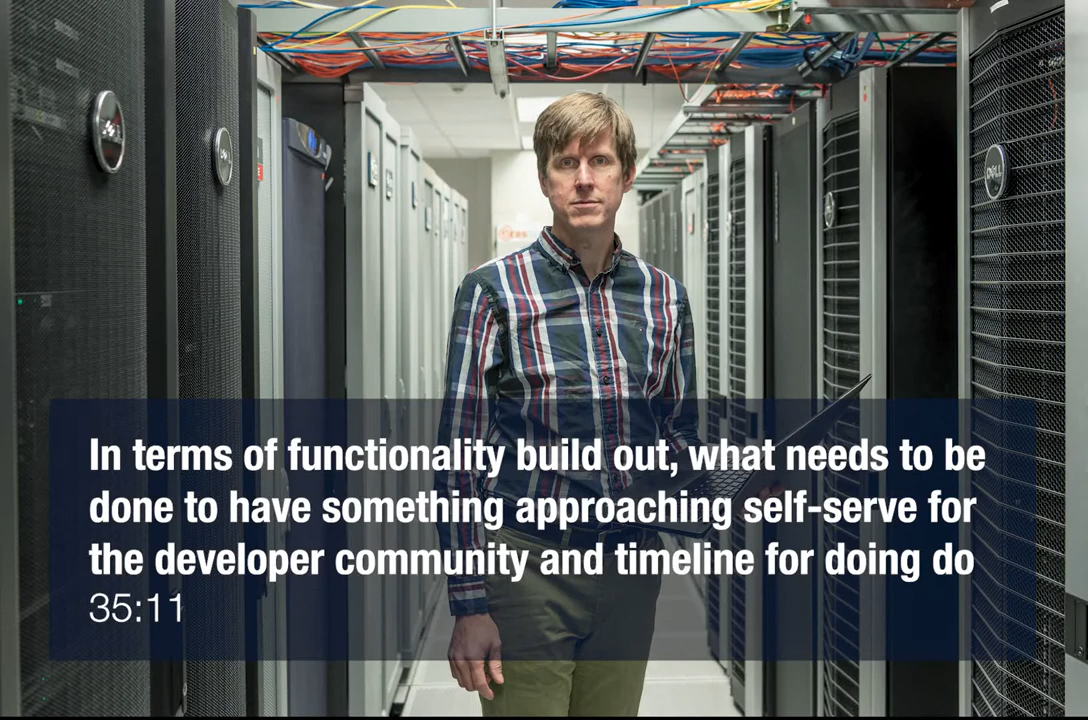 DELL
In terms of functionality build out, what needs to be
done to have something approaching self-serve for
the developer community and timeline for doing do
35:11